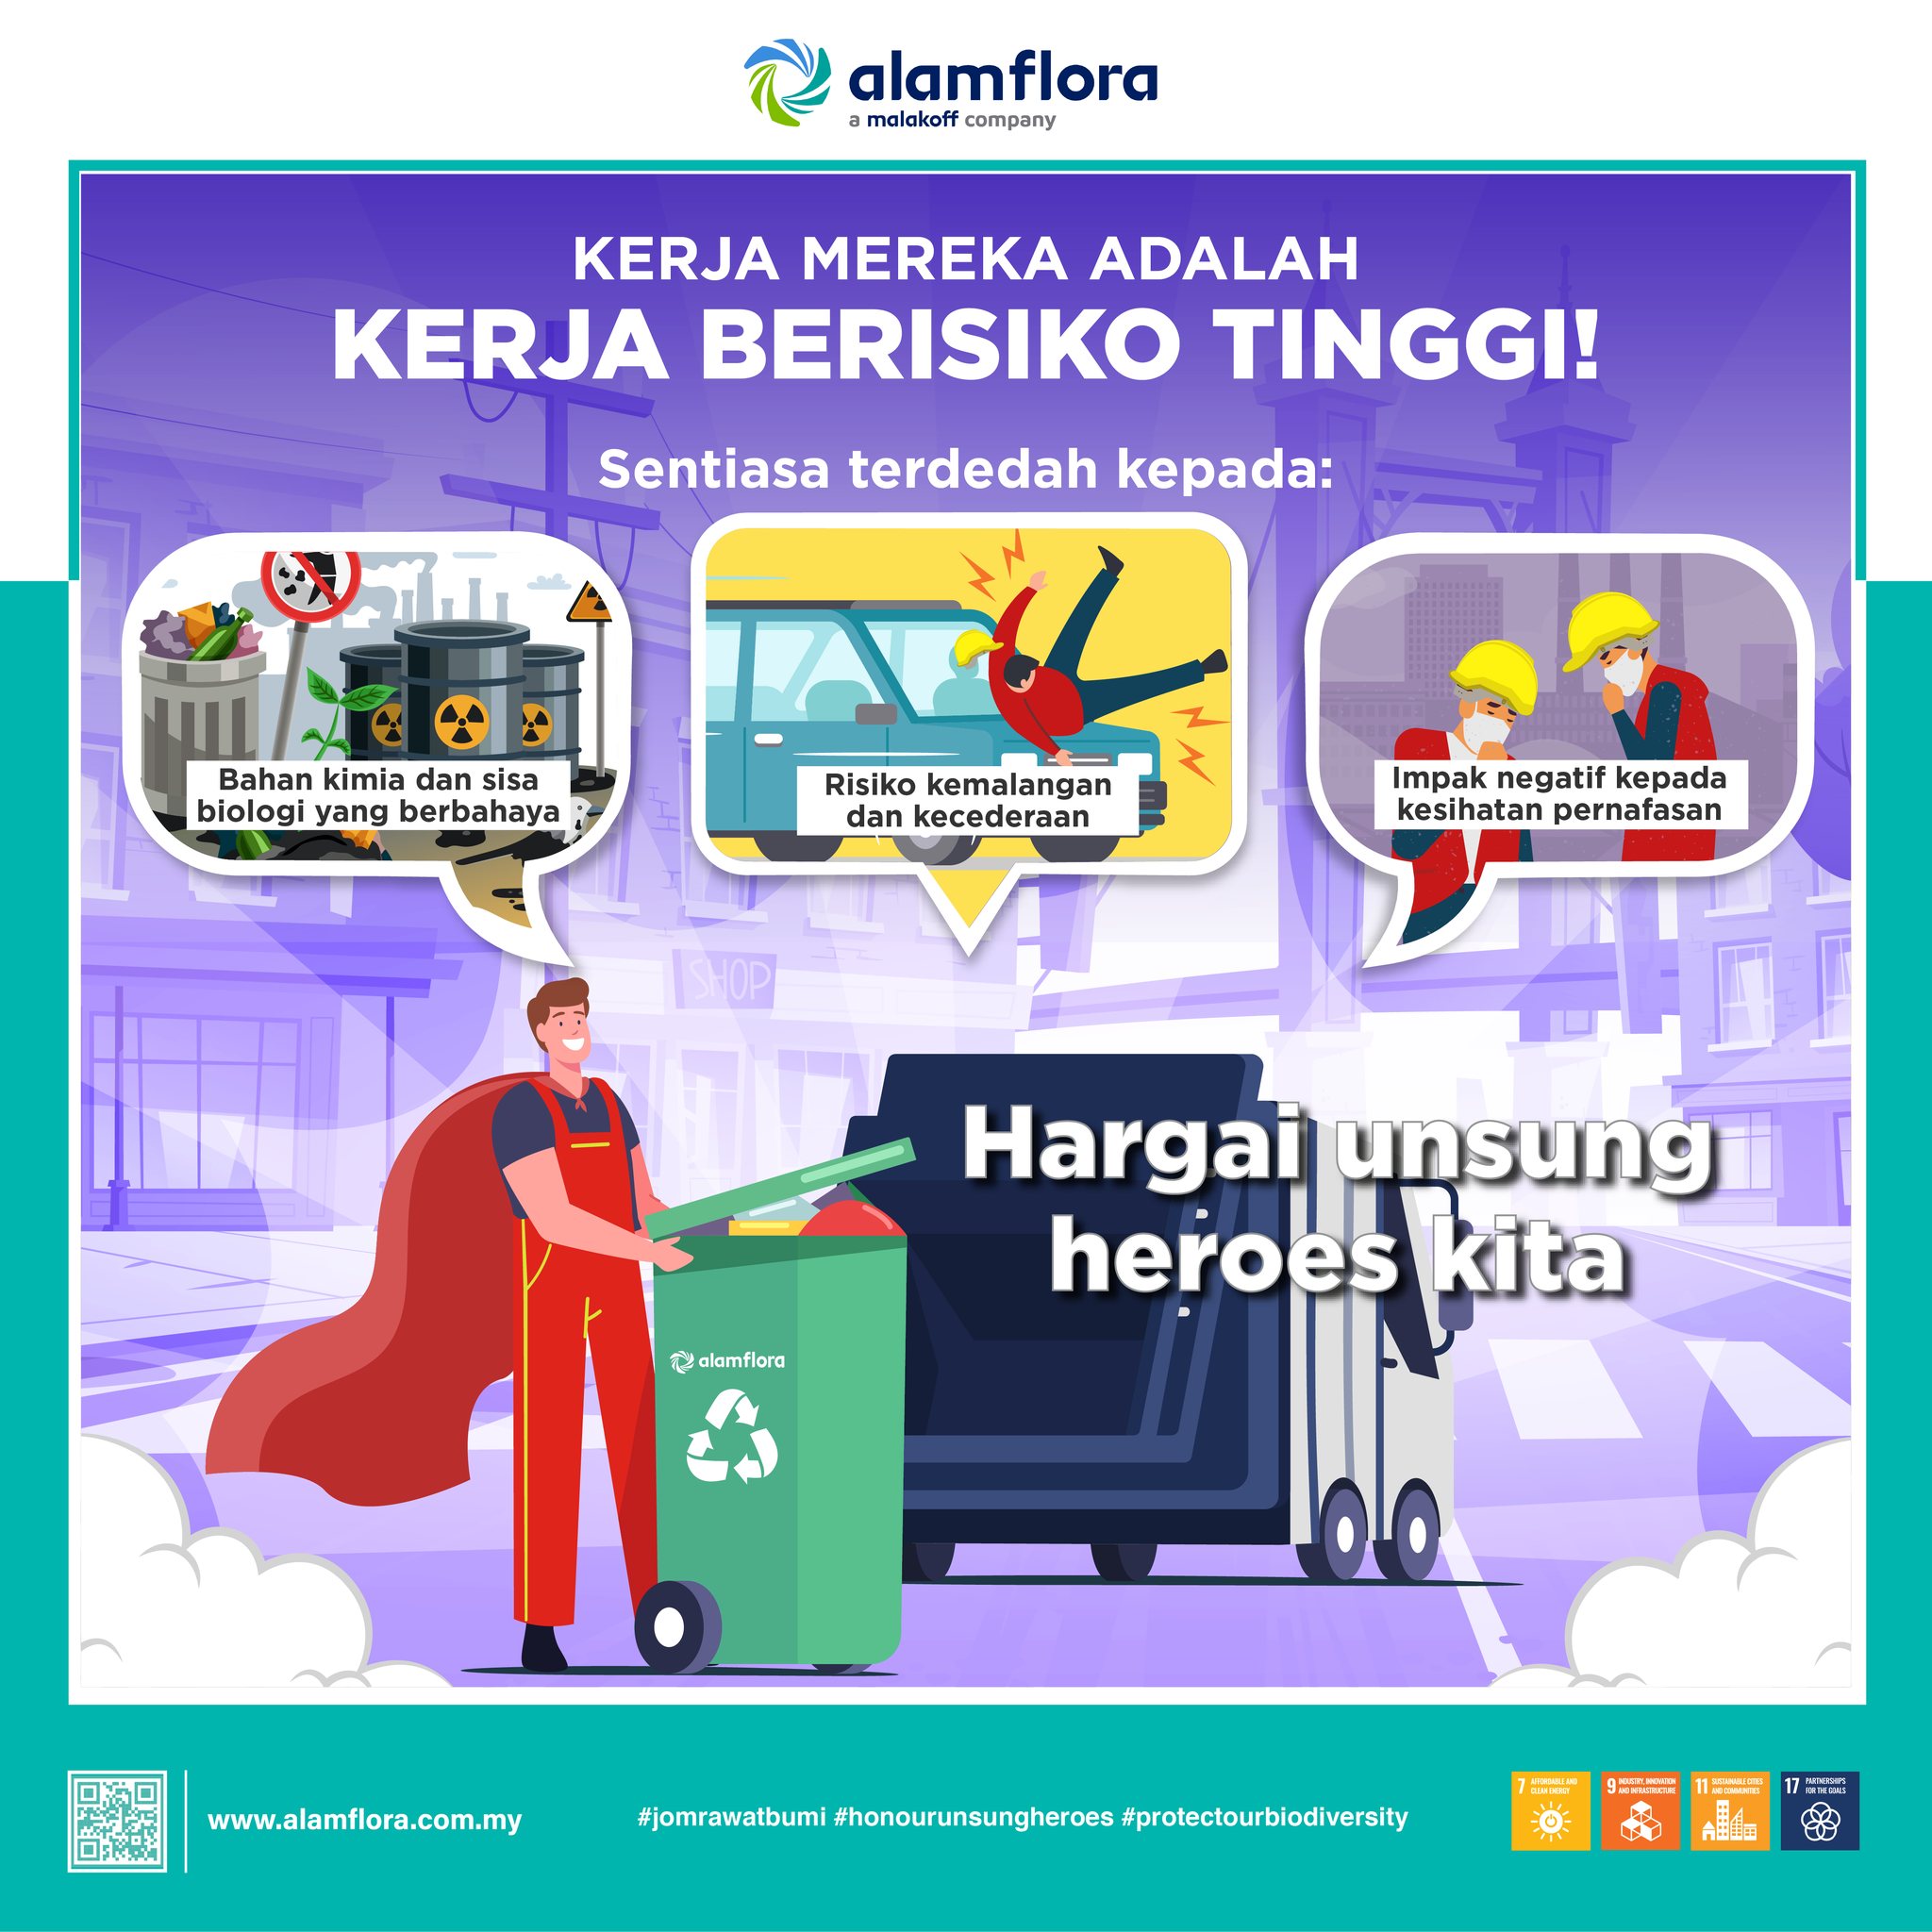 alamflora
a malakoff company
KERJA MEREKA ADALAH
KERJA BERISIKO TINGGI!
Sentiasa terdedah kepada:
Bahan kimia dan sisa
biologi yang berbahaya
Risiko kemalangan
dan kecederaan
Impak negatif kepada
kesihatan pernafasan
SHOP
Hargai unsung
heroes kita
alamflora
www.alamflora.com.my
#jomrawatbumi #honourunsungheroes #protectourbiodiversity
7 AFFORDABLE AND
CLEAN ENERGY
9 INDUSTRY, INNOVATION
AND INFRASTRUCTURE
11 SUSTAINABLE CITIES
AND COMMUNITIES
17 PARTNERSHIPS
FOR THE GOALS